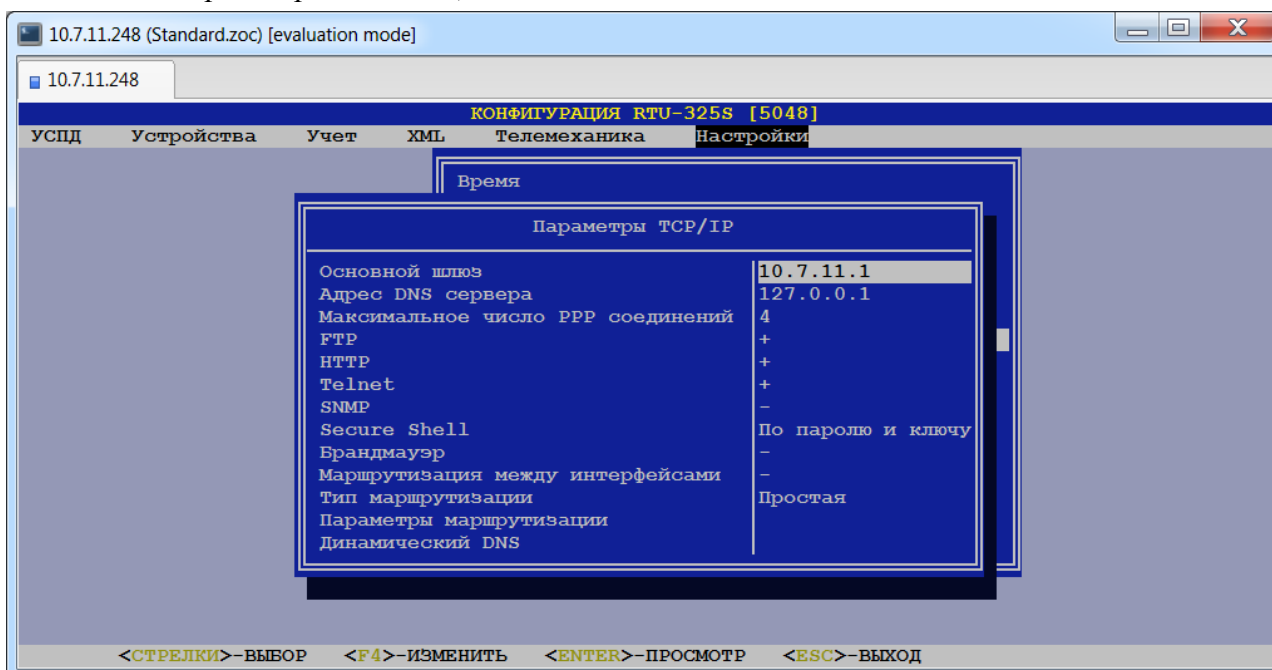 10.7.11.248 (Standard.zoc) [evaluation mode]
10.7.11.248
КОНФИГУРАЦИЯ RTU-325S [5048]
УСПД Устройства Учет XML Телемеханика Настройки
Время
Параметры TCP/IP
Основной шлюз 10.7.11.1
Адрес DNS сервера 127.0.0.1
Максимальное число PPP соединений 4
FTP +
HTTP +
Telnet +
SNMP -
Secure Shell По паролю и ключу
Брандмауэр -
Маршрутизация между интерфейсами -
Тип маршрутизации Простая
Параметры маршрутизации
Динамический DNS
<СТРЕЛКИ>-ВЫБОР <F4>-ИЗМЕНИТЬ <ENTER>-ПРОСМОТР <ESC>-ВЫХОД